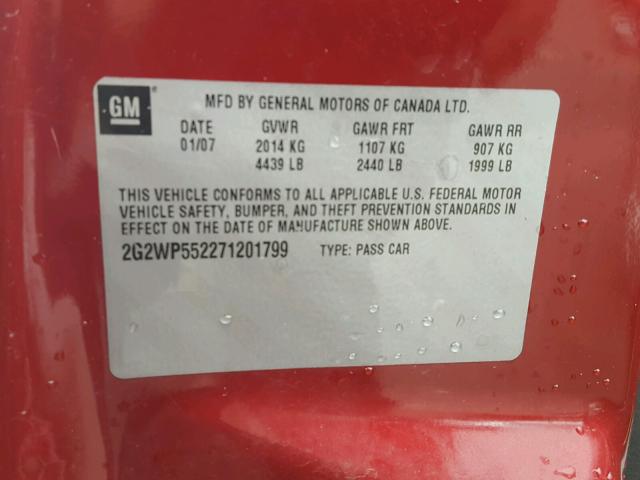 GM
MFD BY GENERAL MOTORS OF CANADA LTD.
DATE GVWR GAWR FRT GAWR RR
01/07 2014 KG 1107 KG 907 KG
4439 LB 2440 LB 1999 LB
THIS VEHICLE CONFORMS TO ALL APPLICABLE U.S. FEDERAL MOTOR
VEHICLE SAFETY, BUMPER, AND THEFT PREVENTION STANDARDS IN
EFFECT ON THE DATE OF MANUFACTURE SHOWN ABOVE.
2G2WP552271201799 TYPE: PASS CAR